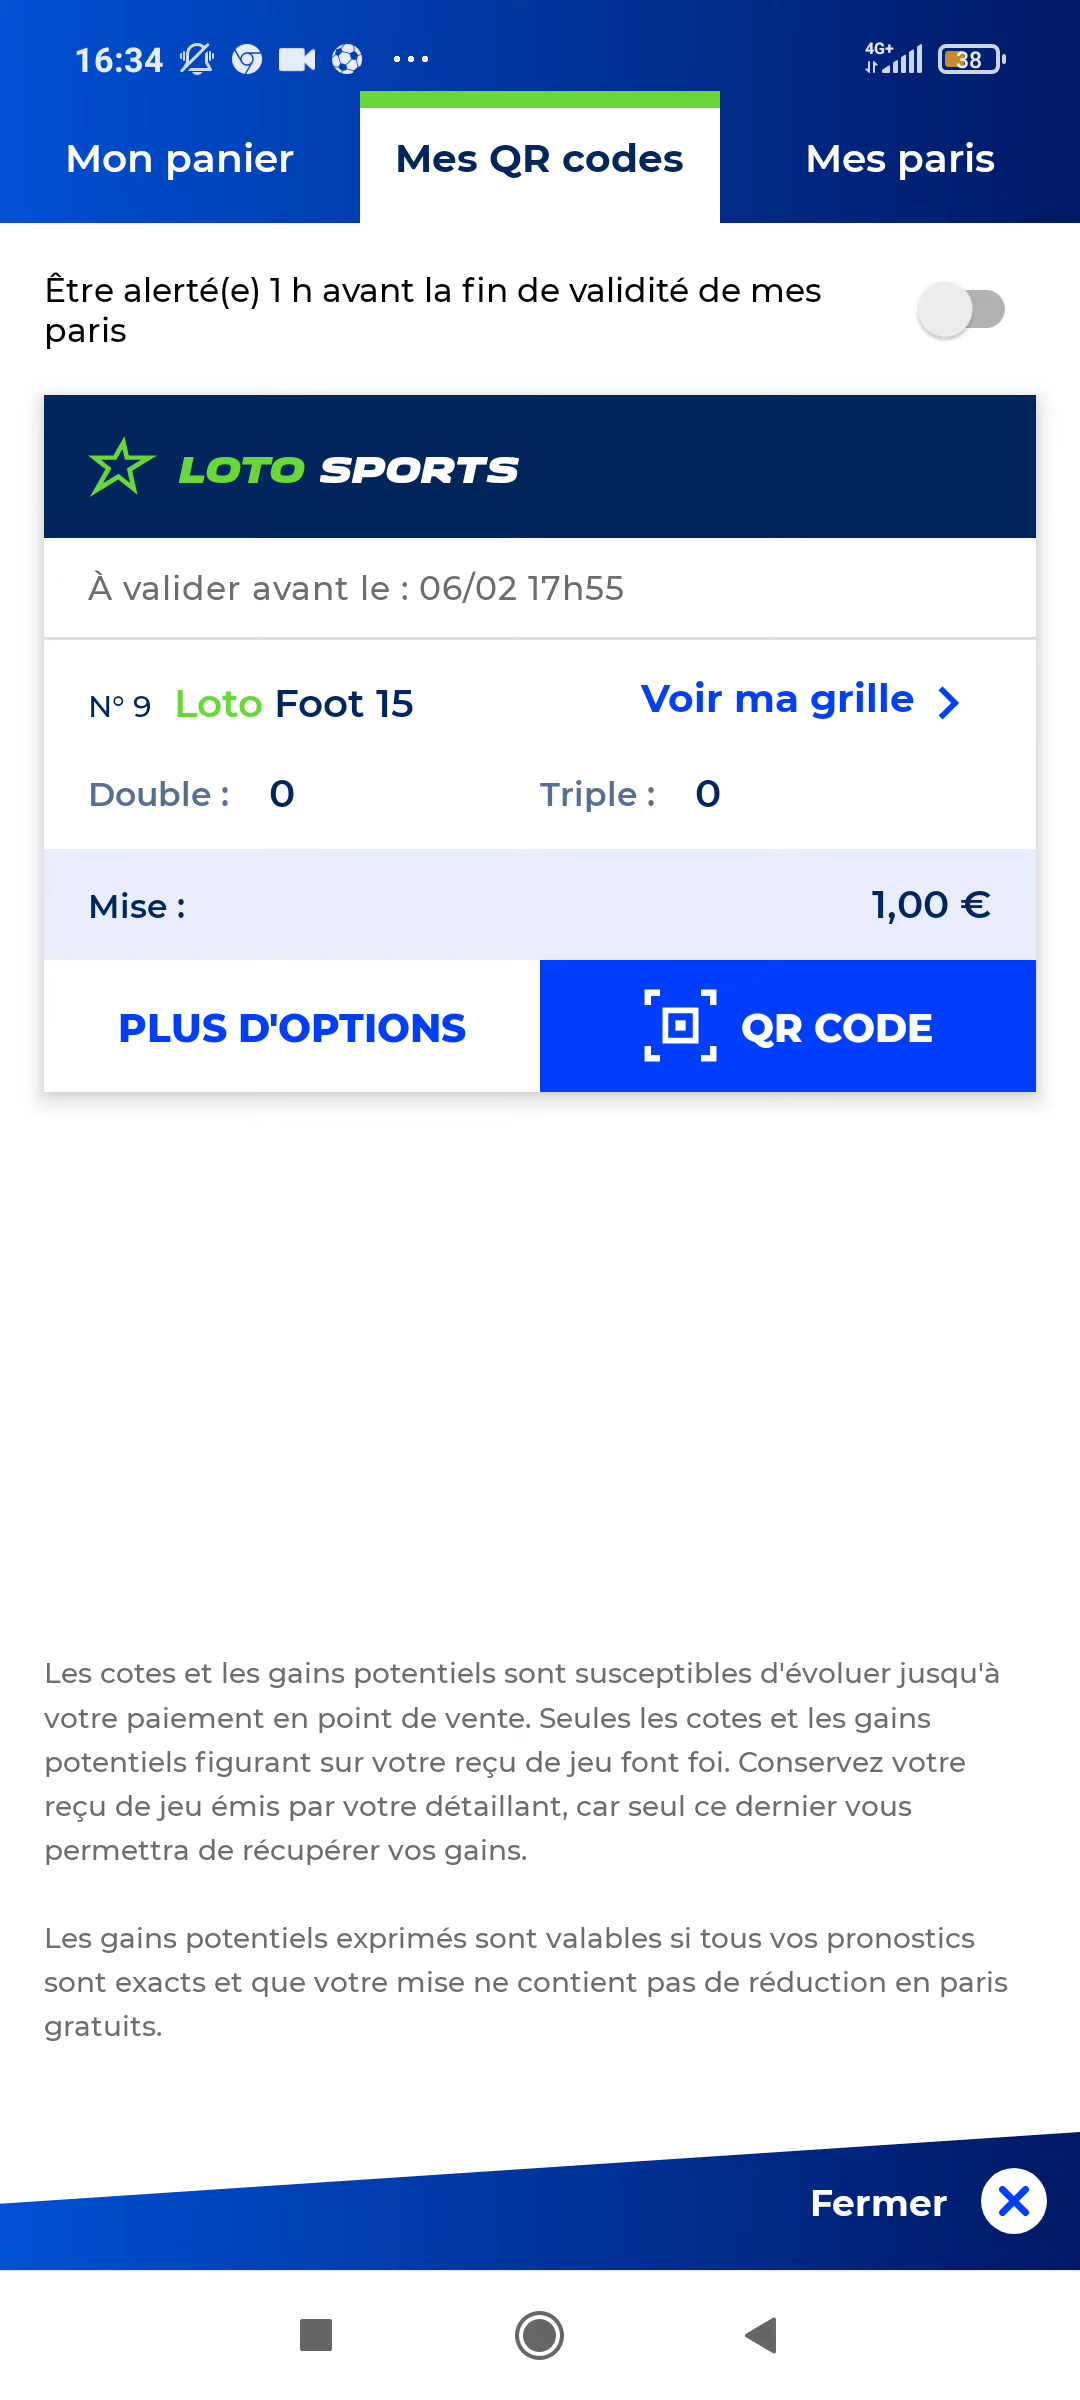 16:34 4G+ 38
Mon panier Mes QR codes Mes paris
Être alerté(e) 1 h avant la fin de validité de mes
paris
LOTO SPORTS
À valider avant le : 06/02 17h55
N° 9 Loto Foot 15 Voir ma grille
Double : 0 Triple : 0
Mise : 1,00 €
PLUS D'OPTIONS QR CODE
Les cotes et les gains potentiels sont susceptibles d'évoluer jusqu'à
votre paiement en point de vente. Seules les cotes et les gains
potentiels figurant sur votre reçu de jeu font foi. Conservez votre
reçu de jeu émis par votre détaillant, car seul ce dernier vous
permettra de récupérer vos gains.
Les gains potentiels exprimés sont valables si tous vos pronostics
sont exacts et que votre mise ne contient pas de réduction en paris
gratuits.
Fermer